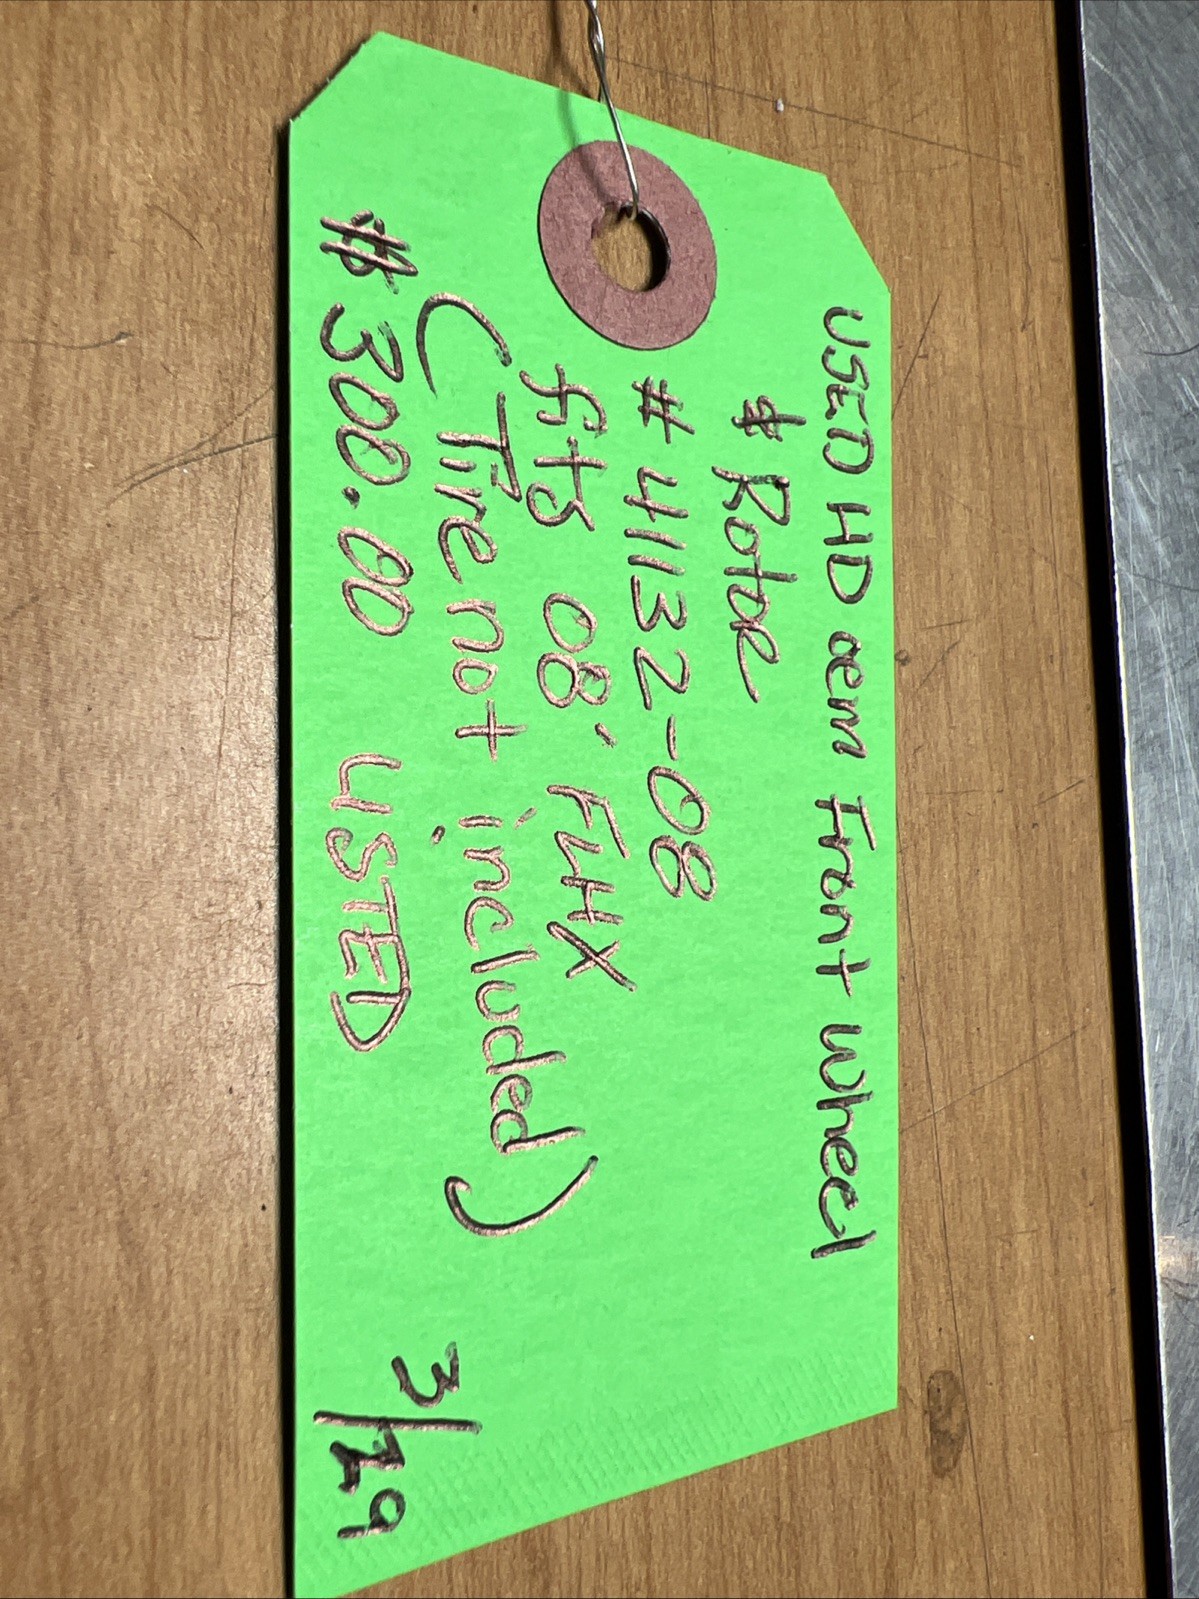 USED HD oem Front wheel
& Rotor
# 41132-08
fits 08' FLHX
(Tire not included)
$300.00 LISTED 3/29